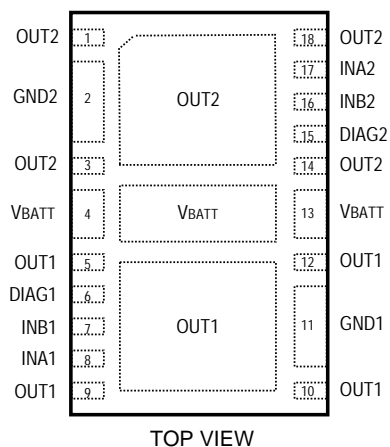 OUT2 1 18 OUT2
17 INA2
GND2 2 OUT2 16 INB2
15 DIAG2
OUT2 3 14 OUT2
VBATT 4 VBATT 13 VBATT
OUT1 5 12 OUT1
DIAG1 6
INB1 7 OUT1 11 GND1
INA1 8
OUT1 9 10 OUT1
TOP VIEW